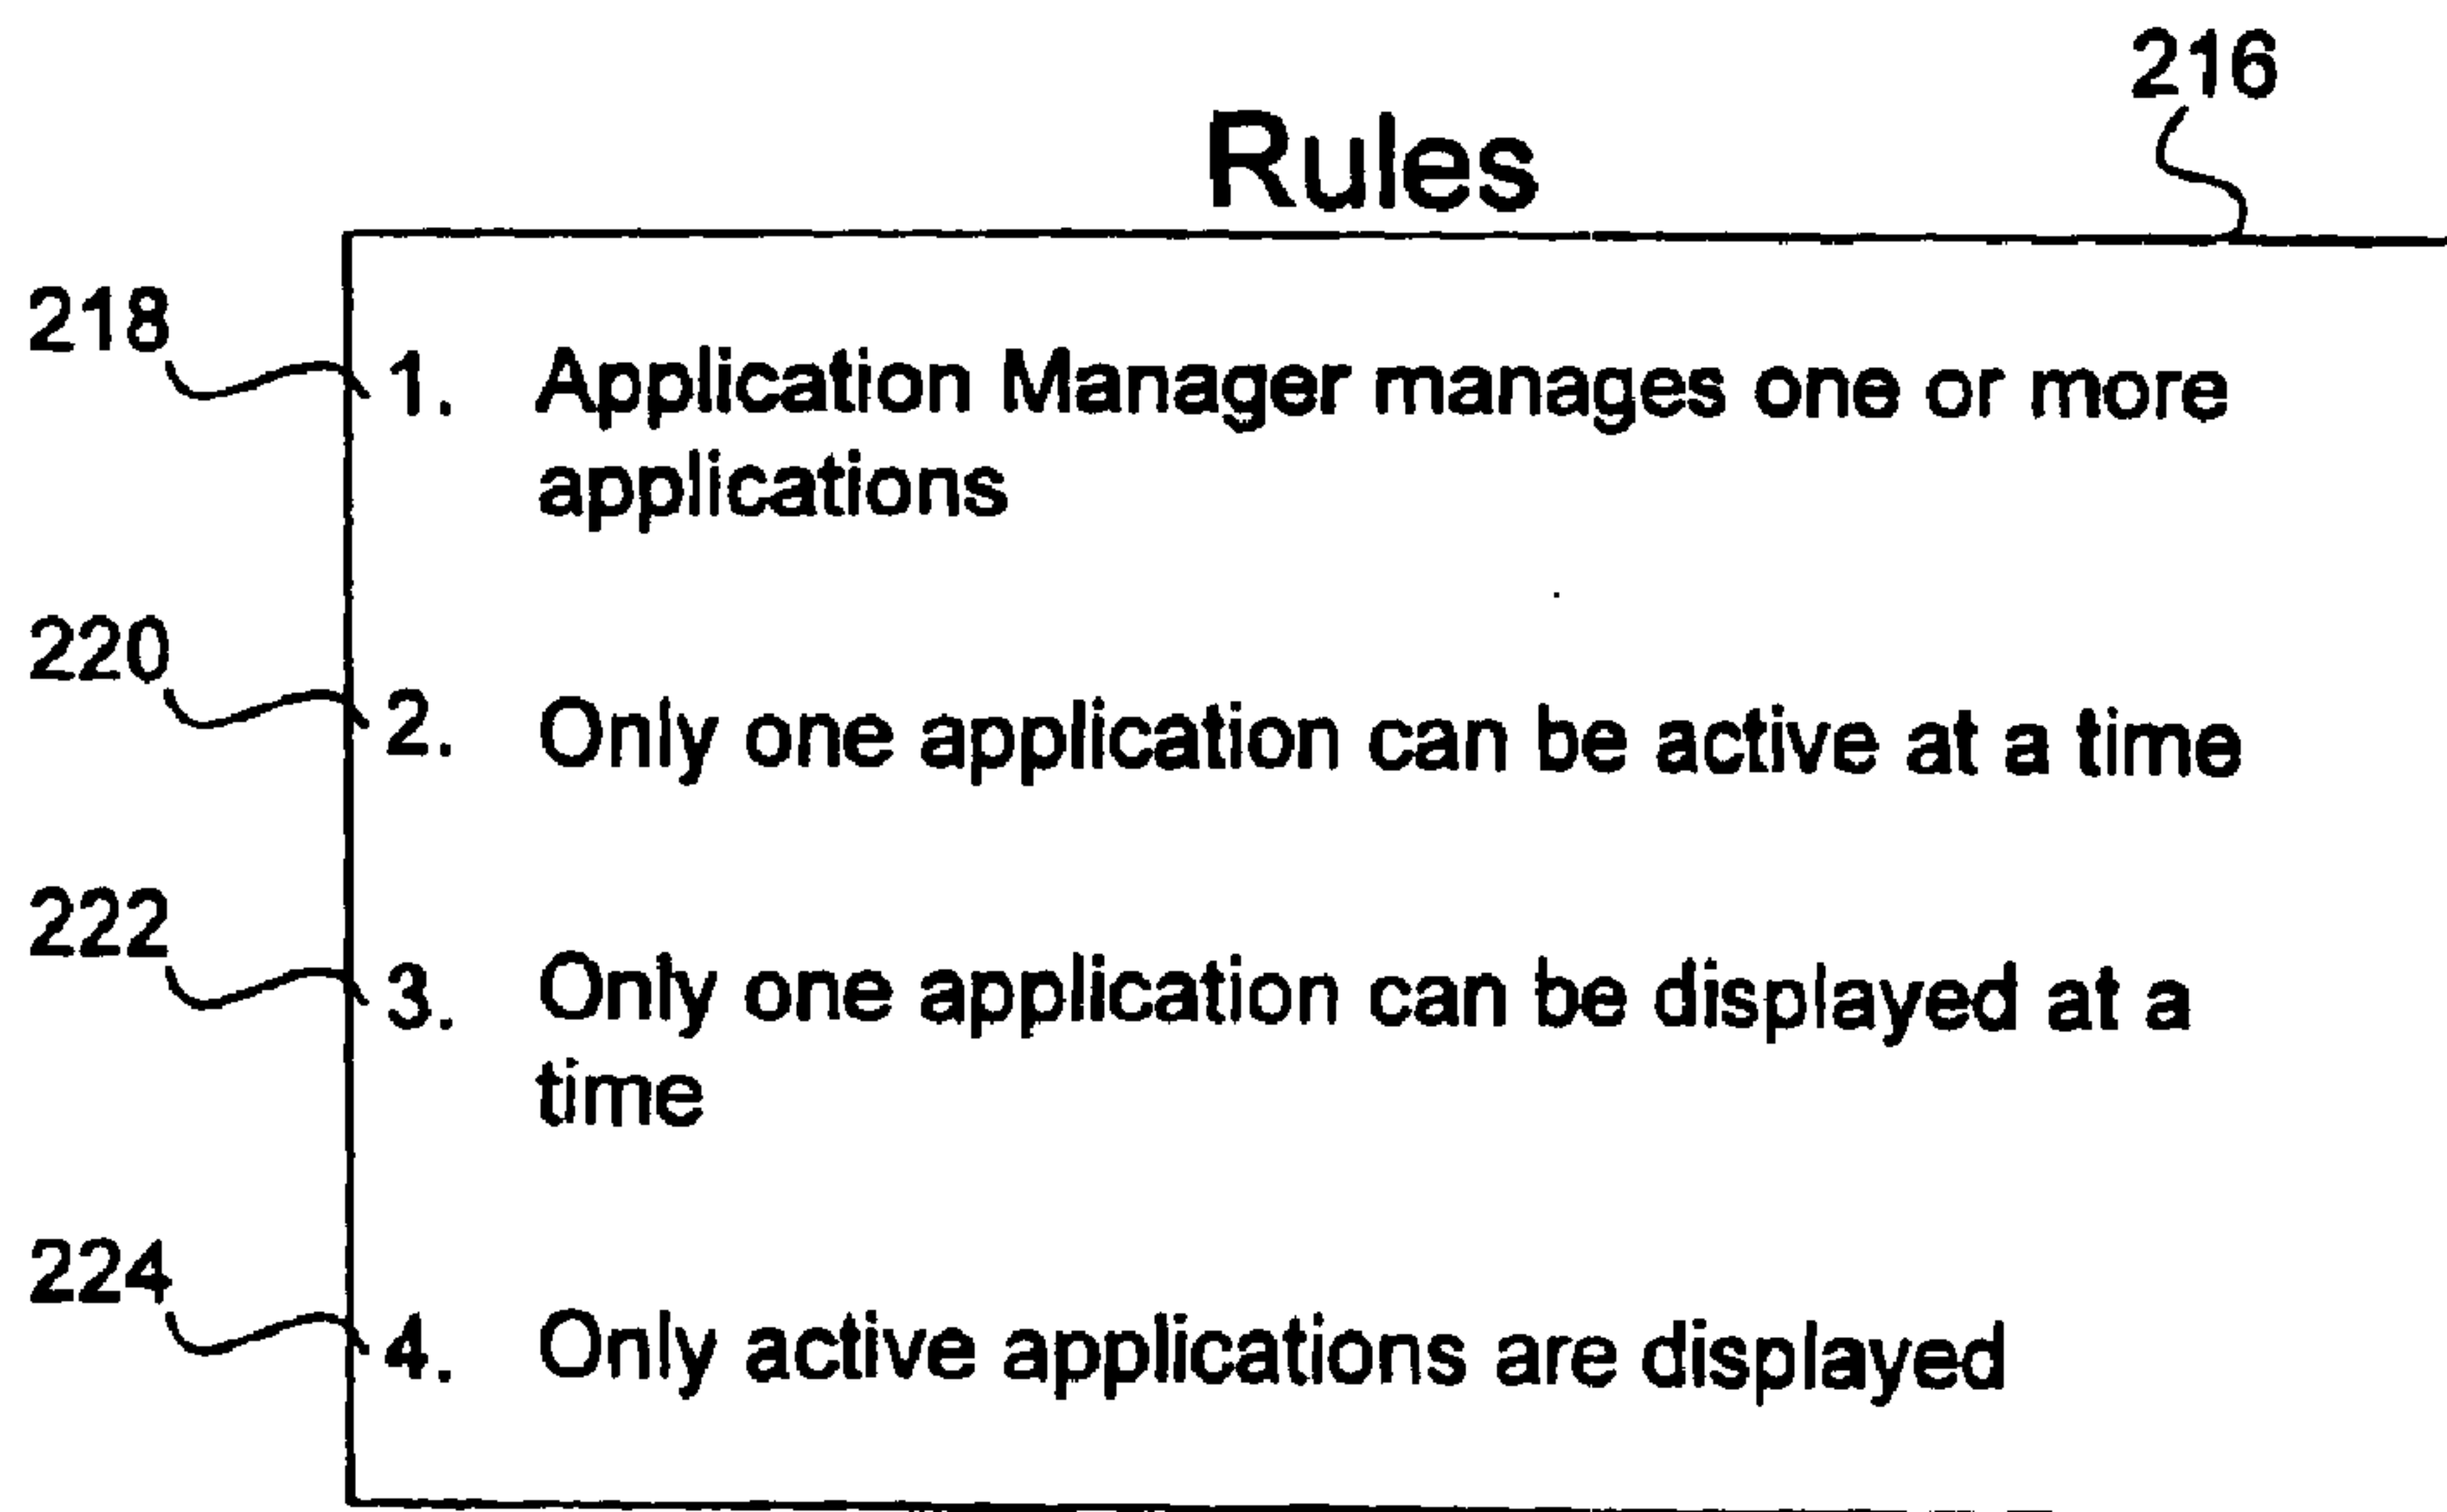 216
Rules
218
1. Application Manager manages one or more
applications
220
2. Only one application can be active at a time
222
3. Only one application can be displayed at a
time
224
4. Only active applications are displayed